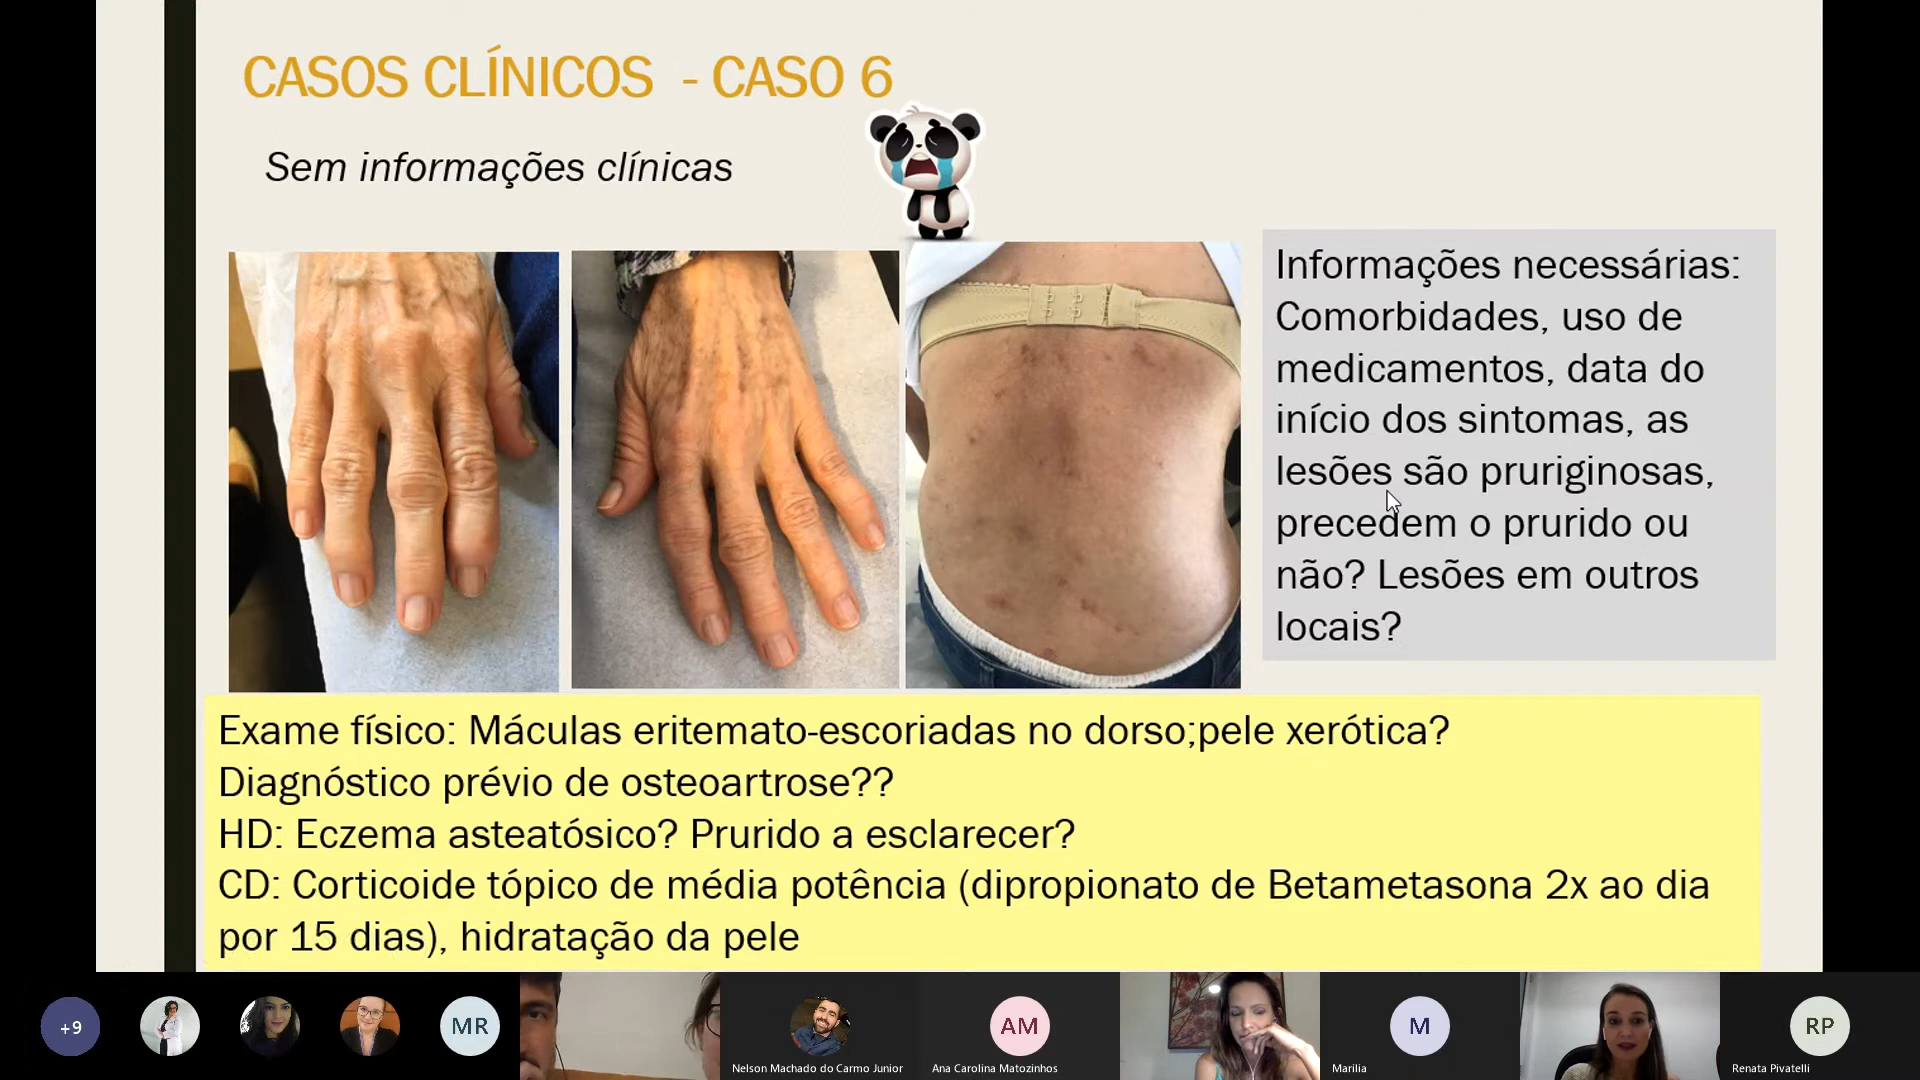 CASOS CLÍNICOS - CASO 6
Sem informações clínicas
Informações necessárias:
Comorbidades, uso de
medicamentos, data do
início dos sintomas, as
lesões são pruriginosas,
precedem o prurido ou
não? Lesões em outros
locais?
Exame físico: Máculas eritemato-escoriadas no dorso;pele xerótica?
Diagnóstico prévio de osteoartrose??
HD: Eczema asteatósico? Prurido a esclarecer?
CD: Corticoide tópico de média potência (dipropionato de Betametasona 2x ao dia
por 15 dias), hidratação da pele
+9
MR
AM
M
RP
Nelson Machado do Carmo Junior
Ana Carolina Matozinhos
Marilia
Renata Pivatelli